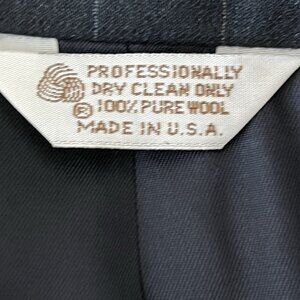 PROFESSIONALLY
DRY CLEAN ONLY
® 100% PURE WOOL
MADE IN U.S.A.